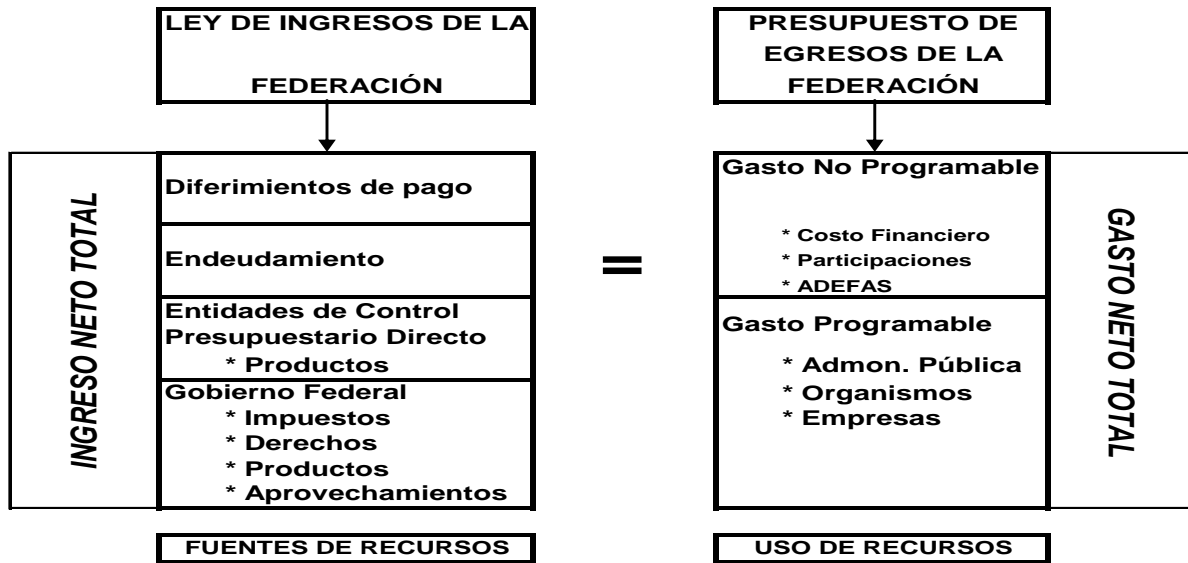 LEY DE INGRESOS DE LA
FEDERACIÓN
INGRESO NETO TOTAL
Diferimientos de pago
Endeudamiento
Entidades de Control
Presupuestario Directo
* Productos
Gobierno Federal
* Impuestos
* Derechos
* Productos
* Aprovechamientos
FUENTES DE RECURSOS
=
PRESUPUESTO DE
EGRESOS DE LA
FEDERACIÓN
Gasto No Programable
* Costo Financiero
* Participaciones
* ADEFAS
Gasto Programable
* Admon. Pública
* Organismos
* Empresas
GASTO NETO TOTAL
USO DE RECURSOS